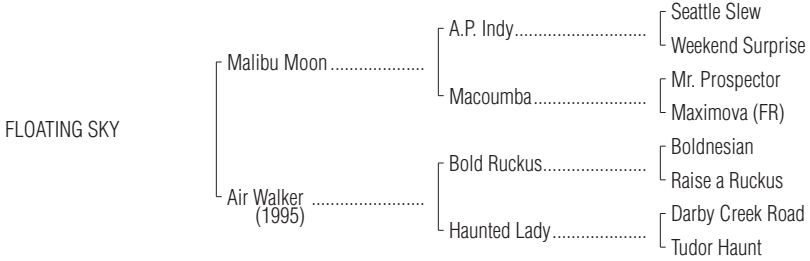 Seattle Slew
A.P. Indy..............................
Weekend Surprise
Malibu Moon .....................
Mr. Prospector
Macoumba..........................
Maximova (FR)
FLOATING SKY
Boldnesian
Bold Ruckus........................
Raise a Ruckus
Air Walker .........................
(1995)
Darby Creek Road
Haunted Lady.....................
Tudor Haunt